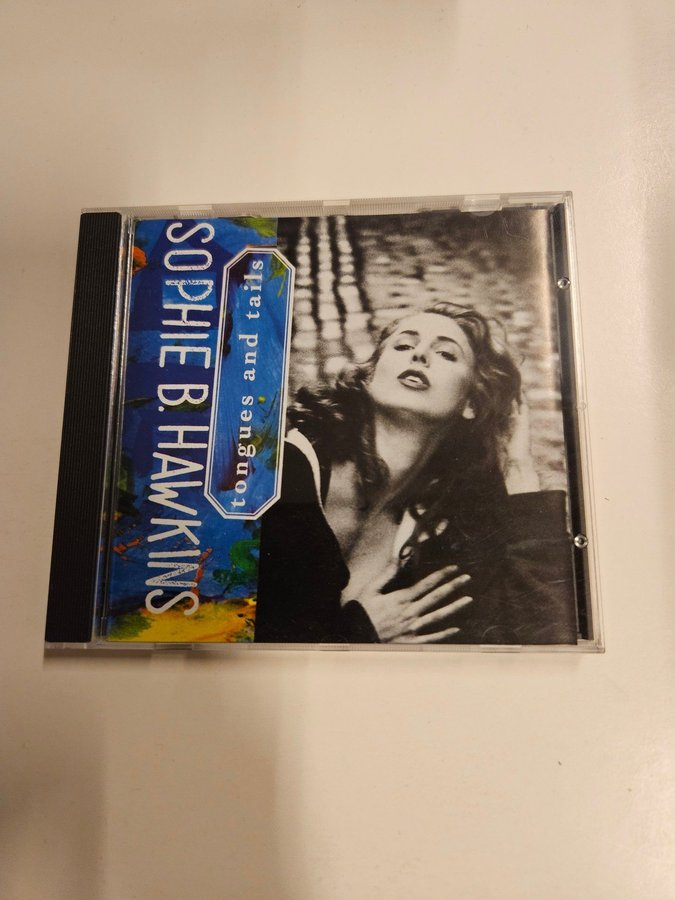 SOPHIE B. HAWKINS
tongues and tails